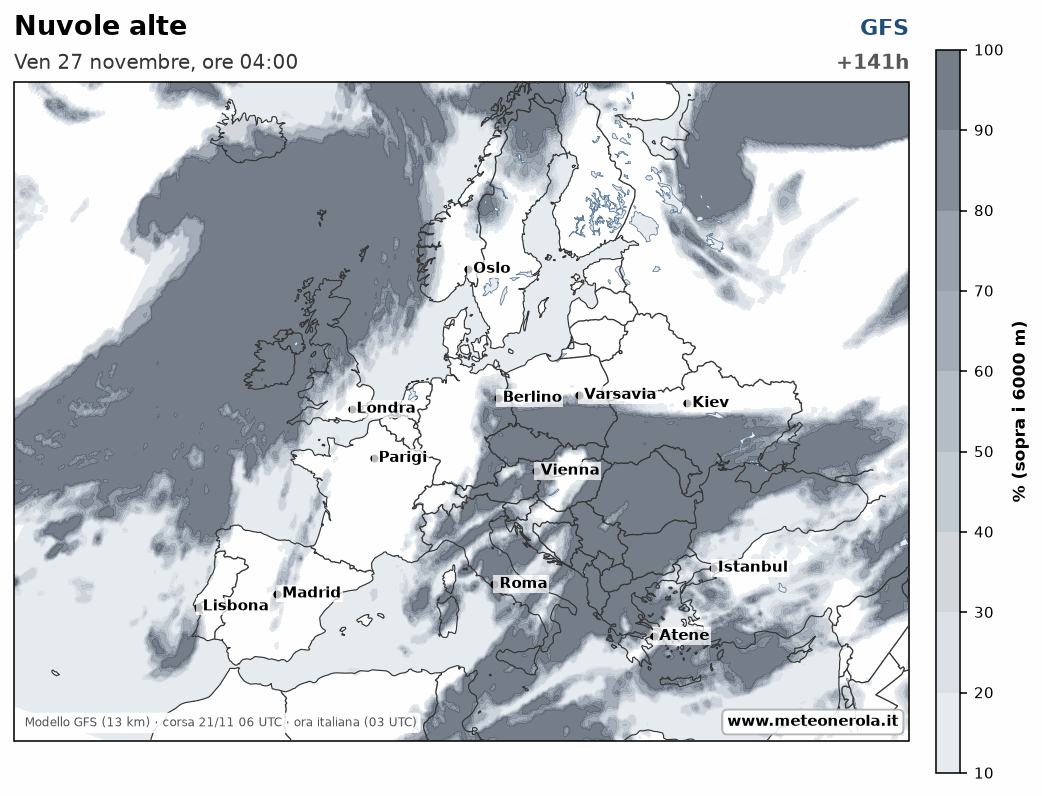 Nuvole alte
GFS
Ven 27 novembre, ore 04:00
+141h
100
90
80
70
60
50
40
30
20
10
% (sopra i 6000 m)
Oslo
Londra
Berlino
Varsavia
Kiev
Parigi
Vienna
Madrid
Lisbona
Roma
Istanbul
Atene
Modello GFS (13 km) · corsa 21/11 06 UTC · ora italiana (03 UTC)
www.meteonerola.it